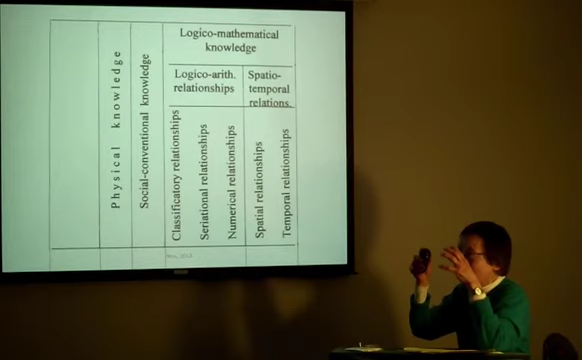 Logico-mathematical
knowledge
Logico-arith.
relationships
Spatio-
temporal
relations.
Physical knowledge
Social-conventional knowledge
Classificatory relationships
Seriational relationships
Numerical relationships
Spatial relationships
Temporal relationships